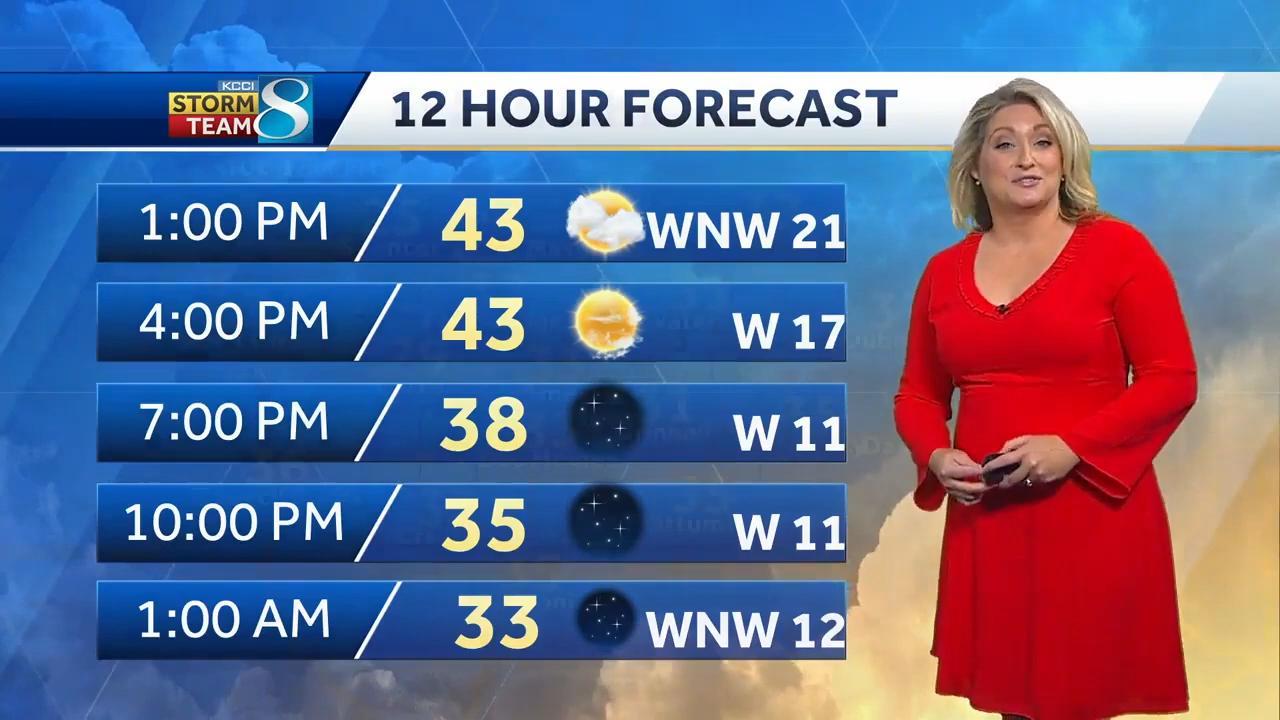 KCCI
STORM
TEAM 8
12 HOUR FORECAST
1:00 PM 43 WNW 21
4:00 PM 43 W 17
7:00 PM 38 W 11
10:00 PM 35 W 11
1:00 AM 33 WNW 12